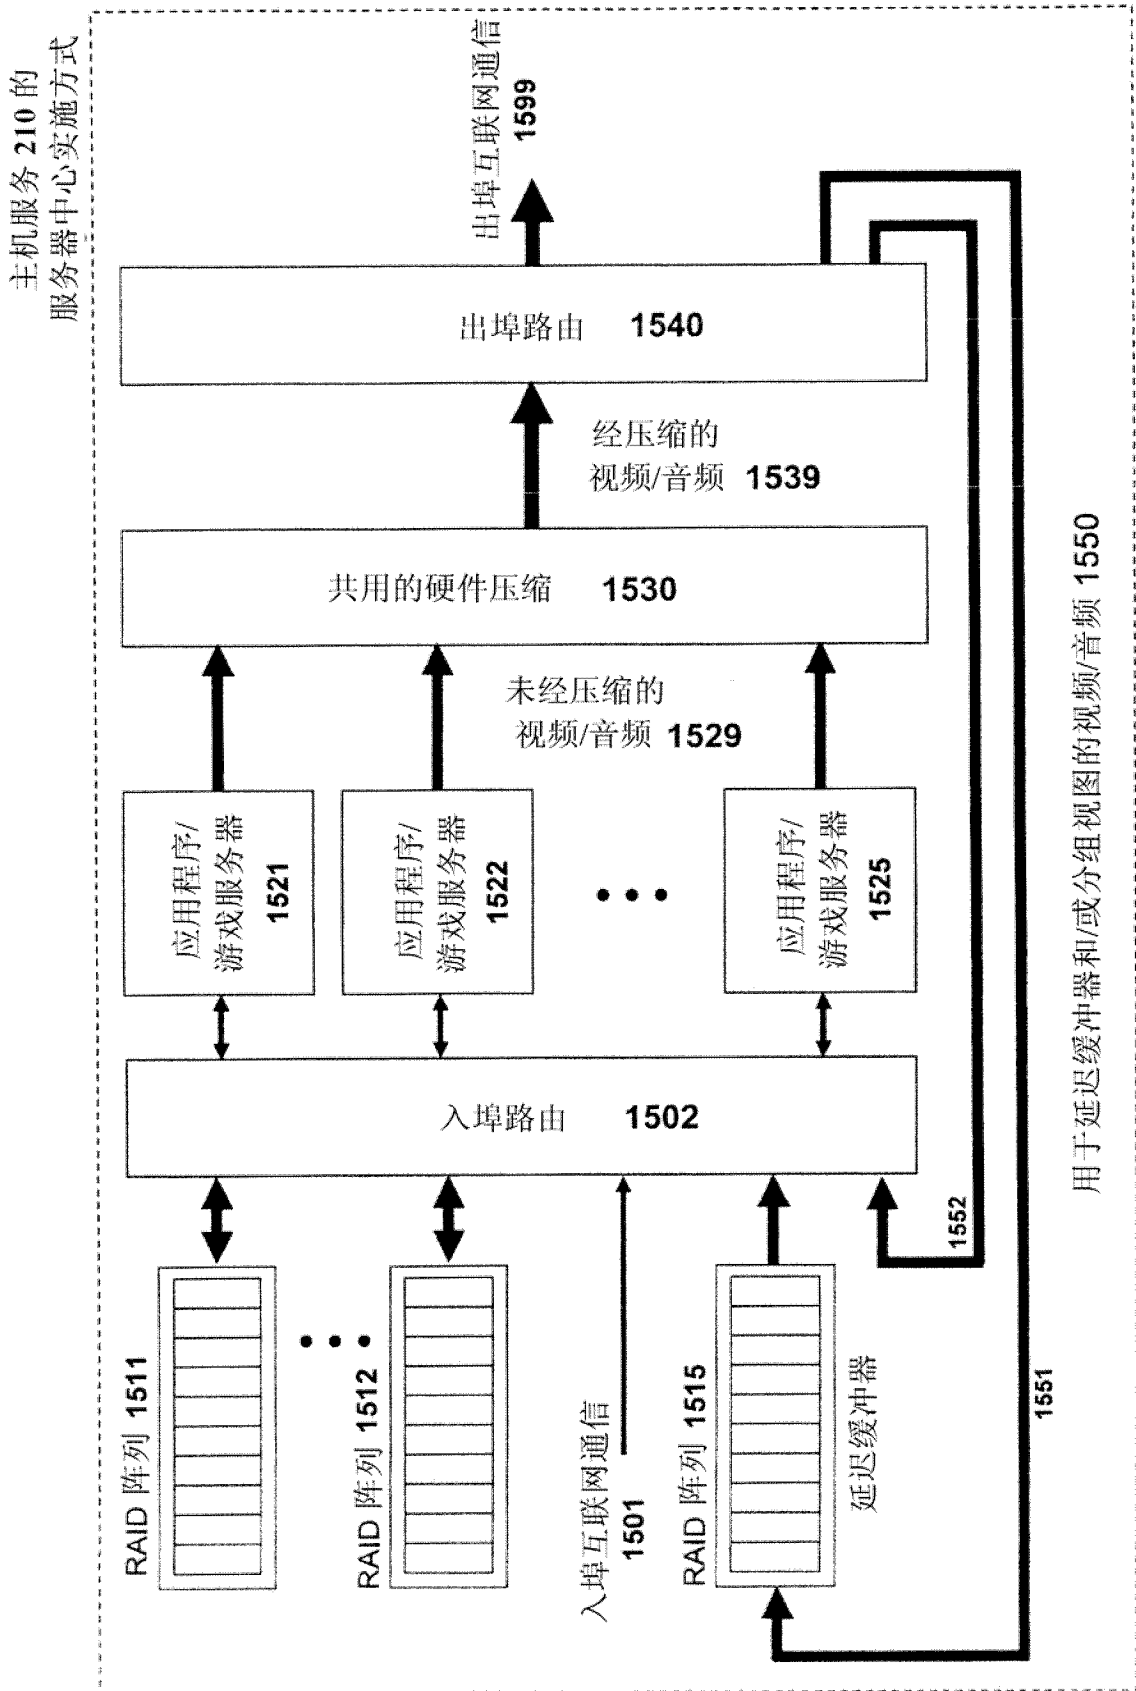 主机服务 210 的
服务器中心实施方式
出埠互联网通信
1599
出埠路由 1540
经压缩的
视频/音频 1539
共用的硬件压缩 1530
未经压缩的
视频/音频 1529
应用程序/
游戏服务器
1521
应用程序/
游戏服务器
1522
应用程序/
游戏服务器
1525
入埠路由 1502
RAID 阵列 1511
RAID 阵列 1512
入埠互联网通信
1501
RAID 阵列 1515
延迟缓冲器
1552
1551
用于延迟缓冲器和/或分组视图的视频/音频 1550